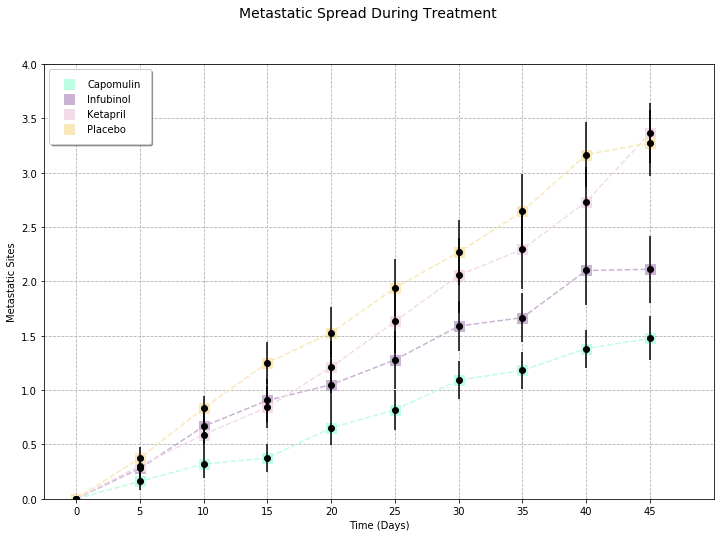 Metastatic Spread During Treatment
4.0
3.5
3.0
2.5
2.0
1.5
1.0
0.5
0.0
Metastatic Sites
Capomulin
Infubinol
Ketapril
Placebo
0 5 10 15 20 25 30 35 40 45
Time (Days)